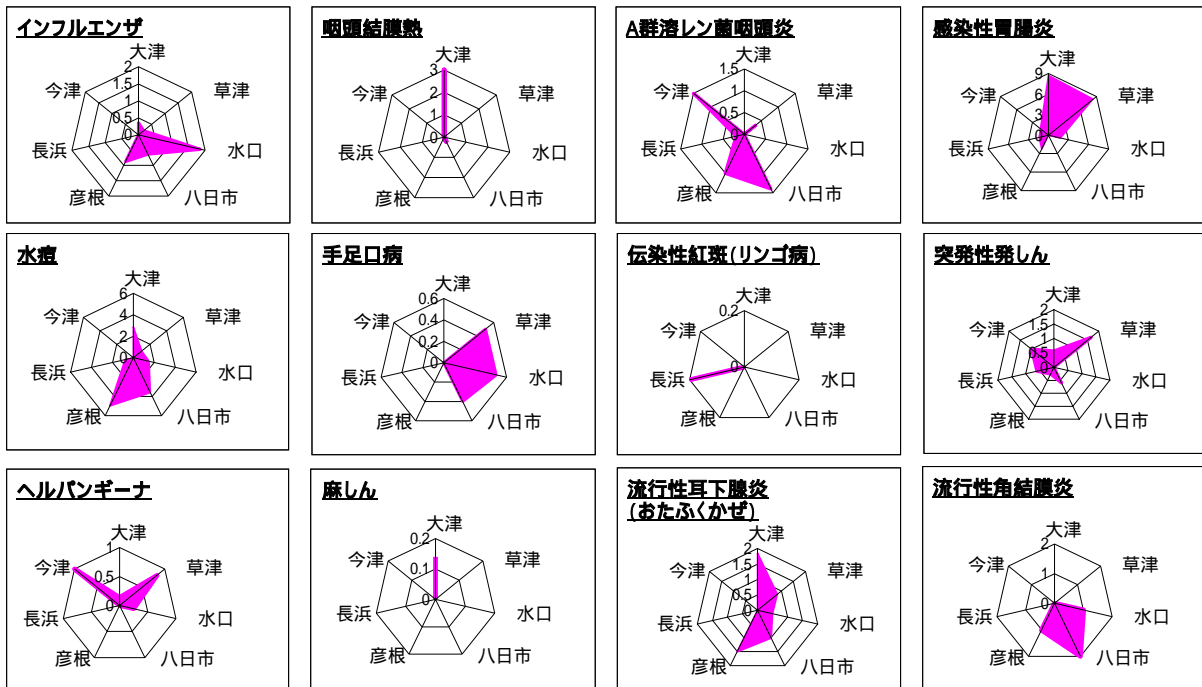 インフルエンザ
大津
2
1.5
1
0.5
0
草津
水口
八日市
彦根
長浜
今津
咽頭結膜熱
大津
3
2
1
0
草津
水口
八日市
彦根
長浜
今津
A群溶レン菌咽頭炎
大津
1.5
1
0.5
0
草津
水口
八日市
彦根
長浜
今津
感染性胃腸炎
大津
9
6
3
0
草津
水口
八日市
彦根
長浜
今津
水痘
大津
6
4
2
0
草津
水口
八日市
彦根
長浜
今津
手足口病
大津
0.6
0.4
0.2
0
草津
水口
八日市
彦根
長浜
今津
伝染性紅斑(リンゴ病)
大津
0.2
0
草津
水口
八日市
彦根
長浜
今津
突発性発しん
大津
2
1.5
1
0.5
0
草津
水口
八日市
彦根
長浜
今津
ヘルパンギーナ
大津
1
0.5
0
草津
水口
八日市
彦根
長浜
今津
麻しん
大津
0.2
0.1
0
草津
水口
八日市
彦根
長浜
今津
流行性耳下腺炎
(おたふくかぜ)
大津
2
1.5
1
0.5
0
草津
水口
八日市
彦根
長浜
今津
流行性角結膜炎
大津
2
1
0
草津
水口
八日市
彦根
長浜
今津